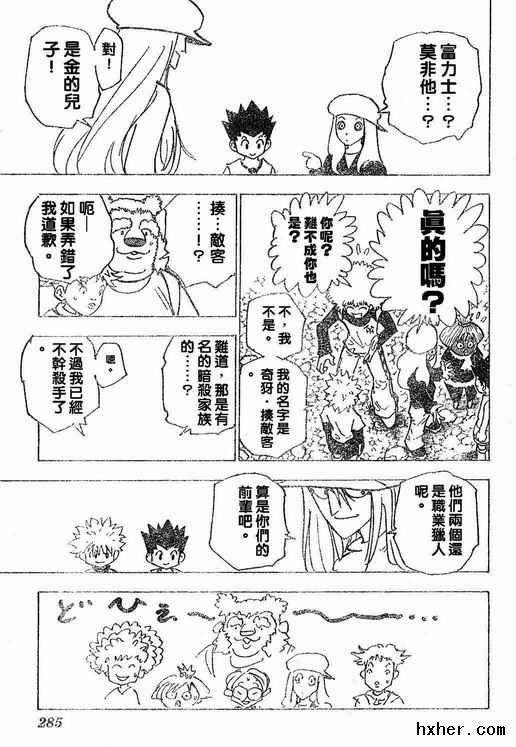 富力士…？
莫非他…？
對！
是金的兒
子！
真的嗎？
你呢？
難不成你也
是？
不，我
不是。
我的名字是
奇犽·揍敵客
揍…敵客
……！？
呃—
如果弄錯了
我道歉。
難道，那是有
名的暗殺家族
的……？
嗯。
不過我已經
不幹殺手了
。
他們兩個還
是職業獵人
呢。
算是你們的
前輩吧。
どひぇ～～～…
285
hxher.com